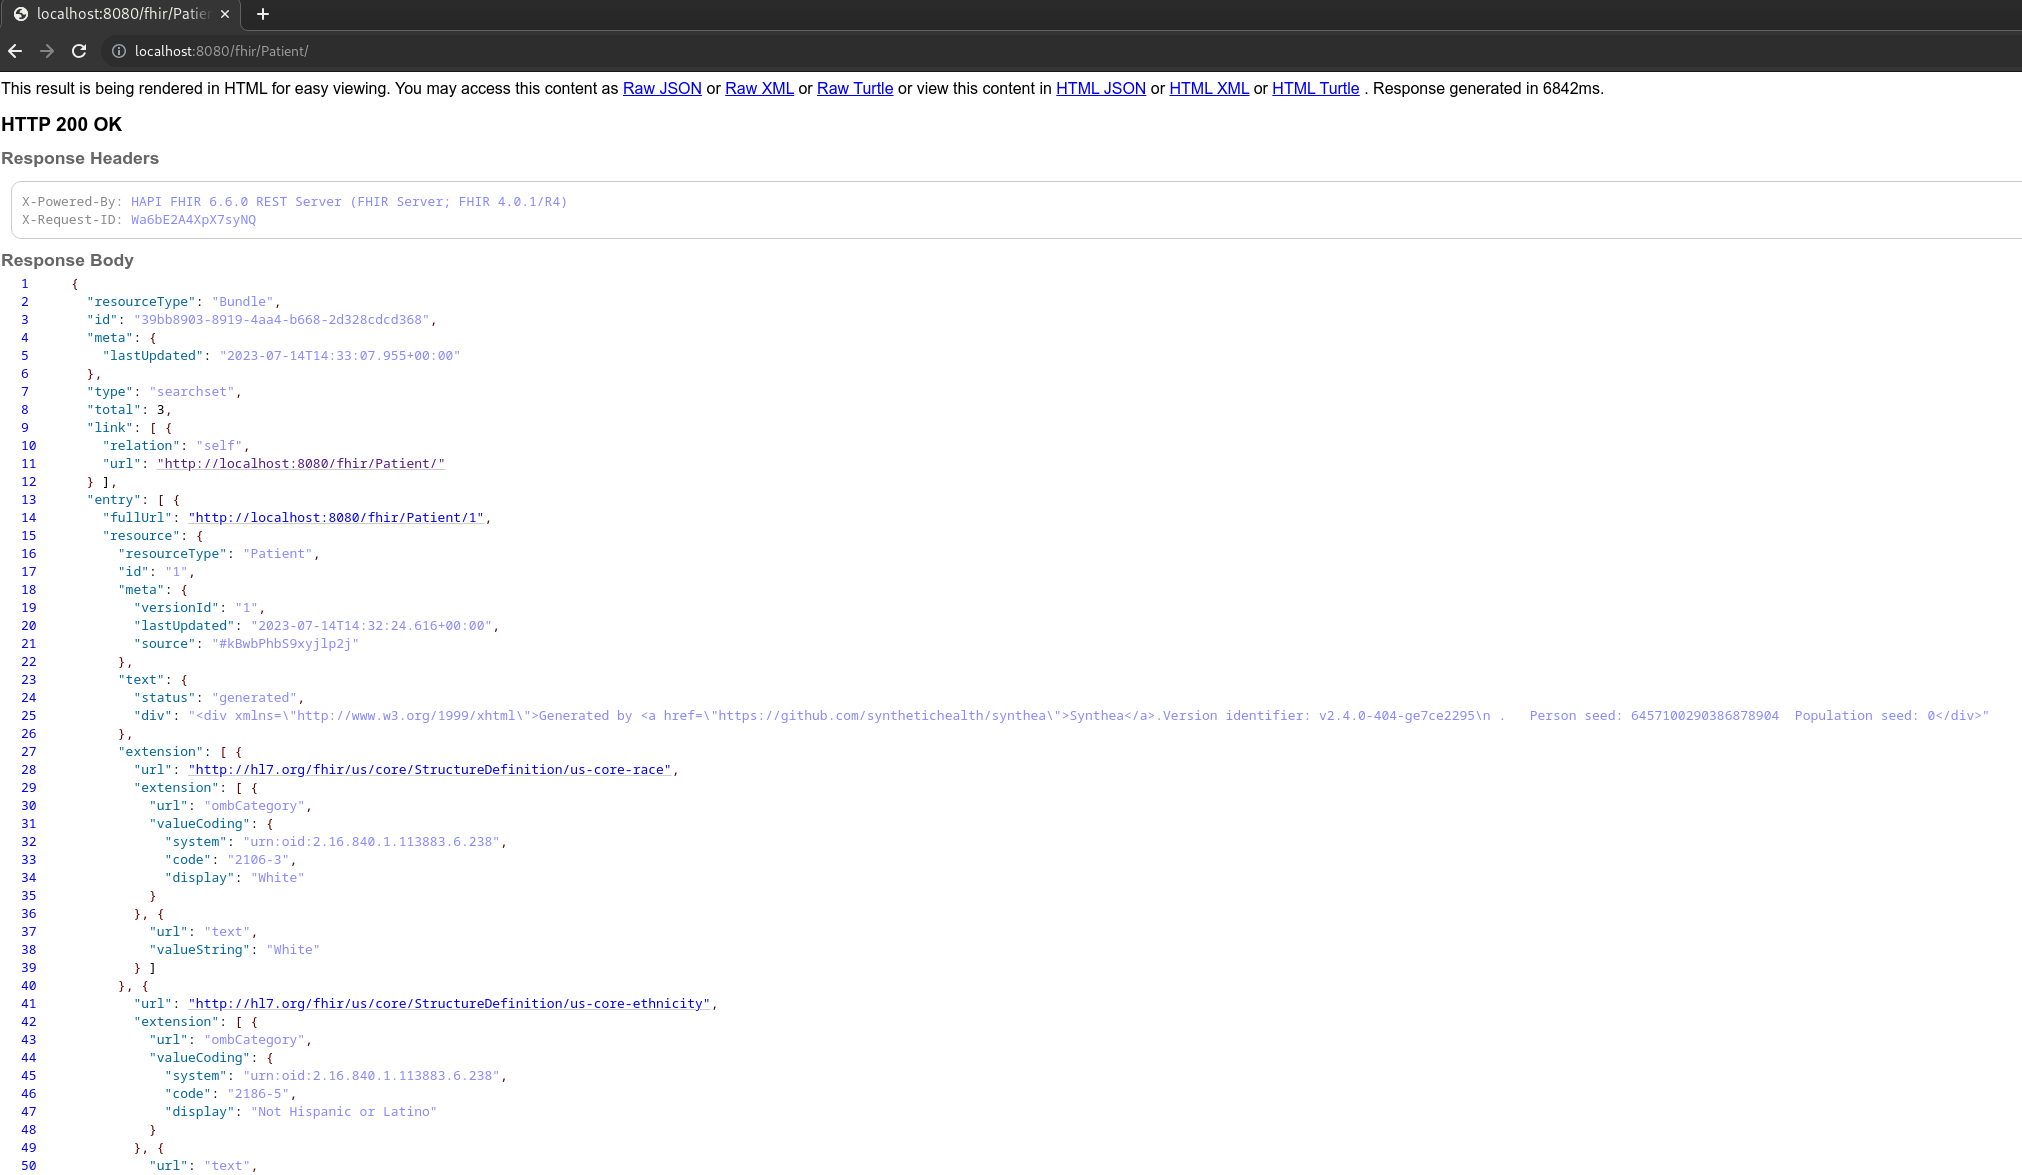 localhost:8080/fhir/Patie
localhost:8080/fhir/Patient/
This result is being rendered in HTML for easy viewing. You may access this content as Raw JSON or Raw XML or Raw Turtle or view this content in HTML JSON or HTML XML or HTML Turtle . Response generated in 6842ms.
HTTP 200 OK
Response Headers
X-Powered-By: HAPI FHIR 6.6.0 REST Server (FHIR Server; FHIR 4.0.1/R4)
X-Request-ID: Wa6bE2A4XpX7syNQ
Response Body
1 {
2 "resourceType": "Bundle",
3 "id": "39bb8903-8919-4aa4-b668-2d328cdcd368",
4 "meta": {
5 "lastUpdated": "2023-07-14T14:33:07.955+00:00"
6 },
7 "type": "searchset",
8 "total": 3,
9 "link": [ {
10 "relation": "self",
11 "url": "http://localhost:8080/fhir/Patient/"
12 } ],
13 "entry": [ {
14 "fullUrl": "http://localhost:8080/fhir/Patient/1",
15 "resource": {
16 "resourceType": "Patient",
17 "id": "1",
18 "meta": {
19 "versionId": "1",
20 "lastUpdated": "2023-07-14T14:32:24.616+00:00",
21 "source": "#kBwbPhbS9xyjlp2j"
22 },
23 "text": {
24 "status": "generated",
25 "div": "<div xmlns=\"http://www.w3.org/1999/xhtml\">Generated by <a href=\"https://github.com/synthetichealth/synthea\">Synthea</a>.Version identifier: v2.4.0-404-ge7ce2295\n .   Person seed: 6457100290386878904  Population seed: 0</div>"
26 },
27 "extension": [ {
28 "url": "http://hl7.org/fhir/us/core/StructureDefinition/us-core-race",
29 "extension": [ {
30 "url": "ombCategory",
31 "valueCoding": {
32 "system": "urn:oid:2.16.840.1.113883.6.238",
33 "code": "2106-3",
34 "display": "White"
35 }
36 }, {
37 "url": "text",
38 "valueString": "White"
39 } ]
40 }, {
41 "url": "http://hl7.org/fhir/us/core/StructureDefinition/us-core-ethnicity",
42 "extension": [ {
43 "url": "ombCategory",
44 "valueCoding": {
45 "system": "urn:oid:2.16.840.1.113883.6.238",
46 "code": "2186-5",
47 "display": "Not Hispanic or Latino"
48 }
49 }, {
50 "url": "text",